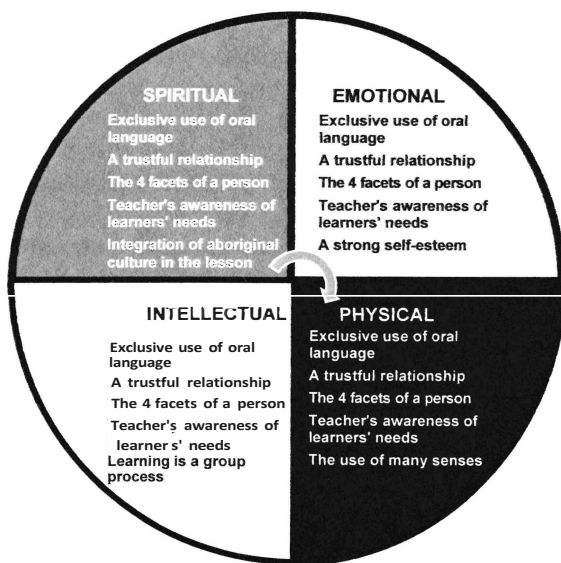 SPIRITUAL
Exclusive use of oral
language
A trustful relationship
The 4 facets of a person
Teacher's awareness of
learners' needs
Integration of aboriginal
culture in the lesson
EMOTIONAL
Exclusive use of oral
language
A trustful relationship
The 4 facets of a person
Teacher's awareness of
learners' needs
A strong self-esteem
INTELLECTUAL
Exclusive use of oral
language
A trustful relationship
The 4 facets of a person
Teacher's awareness of
learner s' needs
Learning is a group
process
PHYSICAL
Exclusive use of oral
language
A trustful relationship
The 4 facets of a person
Teacher's awareness of
learners' needs
The use of many senses